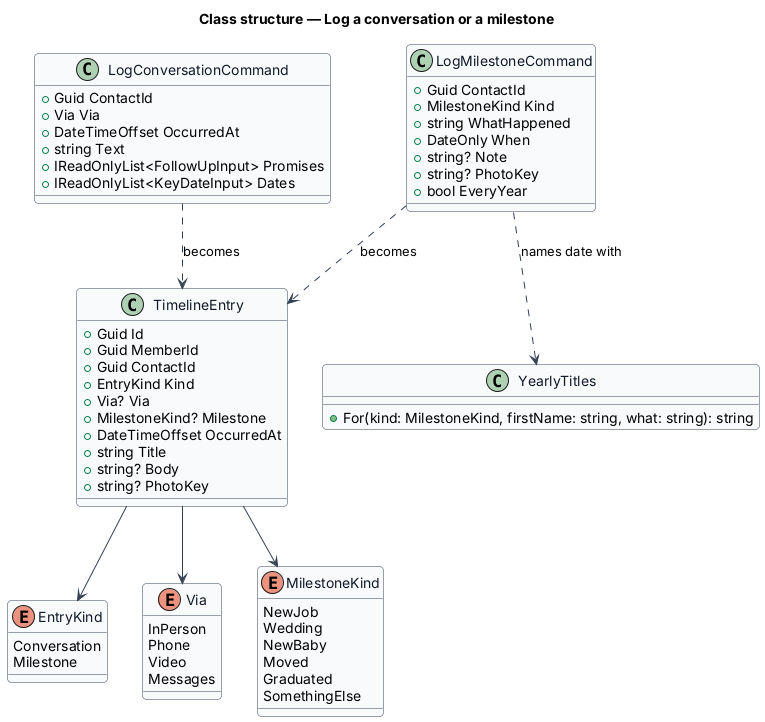 Class structure — Log a conversation or a milestone
C LogConversationCommand
Guid ContactId
Via Via
DateTimeOffset OccurredAt
string Text
IReadOnlyList<FollowUpInput> Promises
IReadOnlyList<KeyDateInput> Dates
C LogMilestoneCommand
Guid ContactId
MilestoneKind Kind
string WhatHappened
DateOnly When
string? Note
string? PhotoKey
bool EveryYear
becomes
becomes
names date with
C TimelineEntry
Guid Id
Guid MemberId
Guid ContactId
EntryKind Kind
Via? Via
MilestoneKind? Milestone
DateTimeOffset OccurredAt
string Title
string? Body
string? PhotoKey
C YearlyTitles
For(kind: MilestoneKind, firstName: string, what: string): string
E EntryKind
Conversation
Milestone
E Via
InPerson
Phone
Video
Messages
E MilestoneKind
NewJob
Wedding
NewBaby
Moved
Graduated
SomethingElse